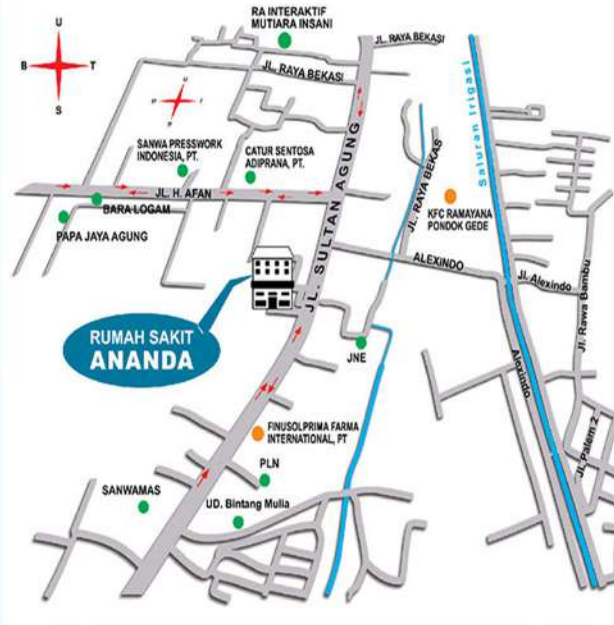 U
RA INTERAKTIF
MUTIARA INSANI
JL. RAYA BEKASI
B
T
JL. RAYA BEKASI
S
U
B
T
S
Saluran Irigasi
SANWA PRESSWORK
INDONESIA, PT.
CATUR SENTOSA
ADIPRANA, PT.
JL. SULTAN AGUNG
JL. RAYA BEKAS
JL. H. AFAN
BARA LOGAM
KFC RAMAYANA
PONDOK GEDE
PAPA JAYA AGUNG
ALEXINDO
Jl. Alexindo
Jl. Rawa Bambu
RUMAH SAKIT
ANANDA
JNE
Alexindo
FINUSOLPRIMA FARMA
INTERNATIONAL, PT
PLN
JL. Palem 2
SANWAMAS
UD. Bintang Mulia